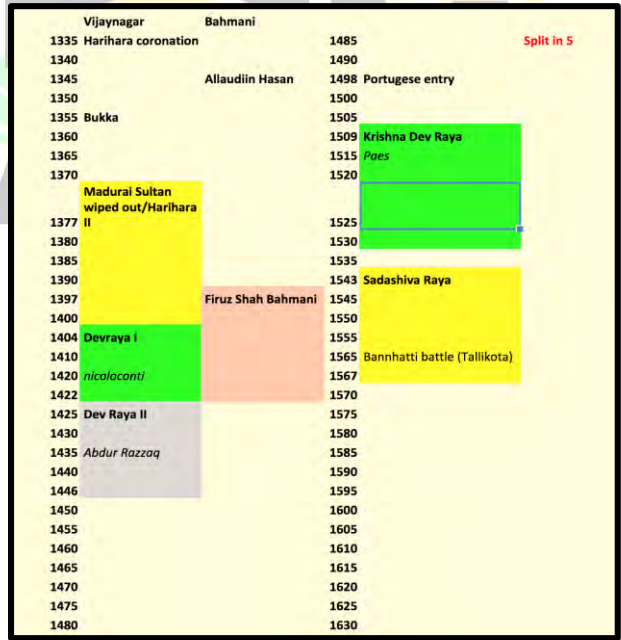 Vijaynagar Bahmani
1335 Harihara coronation 1485 Split in 5
1340 1490
1345 Allaudiin Hasan 1498 Portugese entry
1350 1500
1355 Bukka 1505
1360 1509 Krishna Dev Raya
1365 1515 Paes
1370 1520
Madurai Sultan
wiped out/Harihara
1377 II 1525
1380 1530
1385 1535
1390 1543 Sadashiva Raya
1397 Firuz Shah Bahmani 1545
1400 1550
1404 Devraya I 1555
1410 1565 Bannhatti battle (Tallikota)
1420 nicoloconti 1567
1422 1570
1425 Dev Raya II 1575
1430 1580
1435 Abdur Razzaq 1585
1440 1590
1446 1595
1450 1600
1455 1605
1460 1610
1465 1615
1470 1620
1475 1625
1480 1630